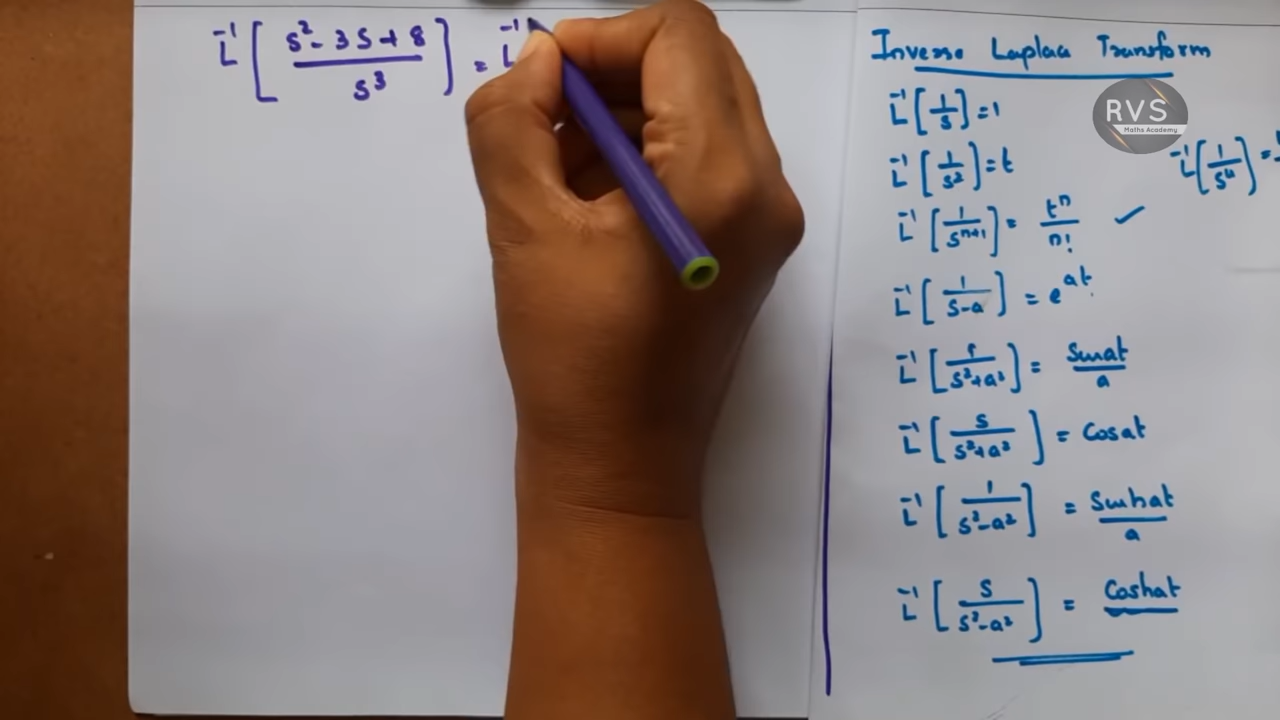 L⁻¹[ (s² - 3s + 8) / s³ ] = L⁻¹
Inverse Laplace Transform
RVS
Maths Academy
L⁻¹[1/s] = 1
L⁻¹[1/s²] = t
L⁻¹[1/s⁴] =
L⁻¹[1/sⁿ⁺¹] = tⁿ/n! ✓
L⁻¹[1/(s-a)] = e^at
L⁻¹[1/(s²+a²)] = Sinat/a
L⁻¹[s/(s²+a²)] = Cosat
L⁻¹[1/(s²-a²)] = Sinhat/a
L⁻¹[s/(s²-a²)] = Coshat